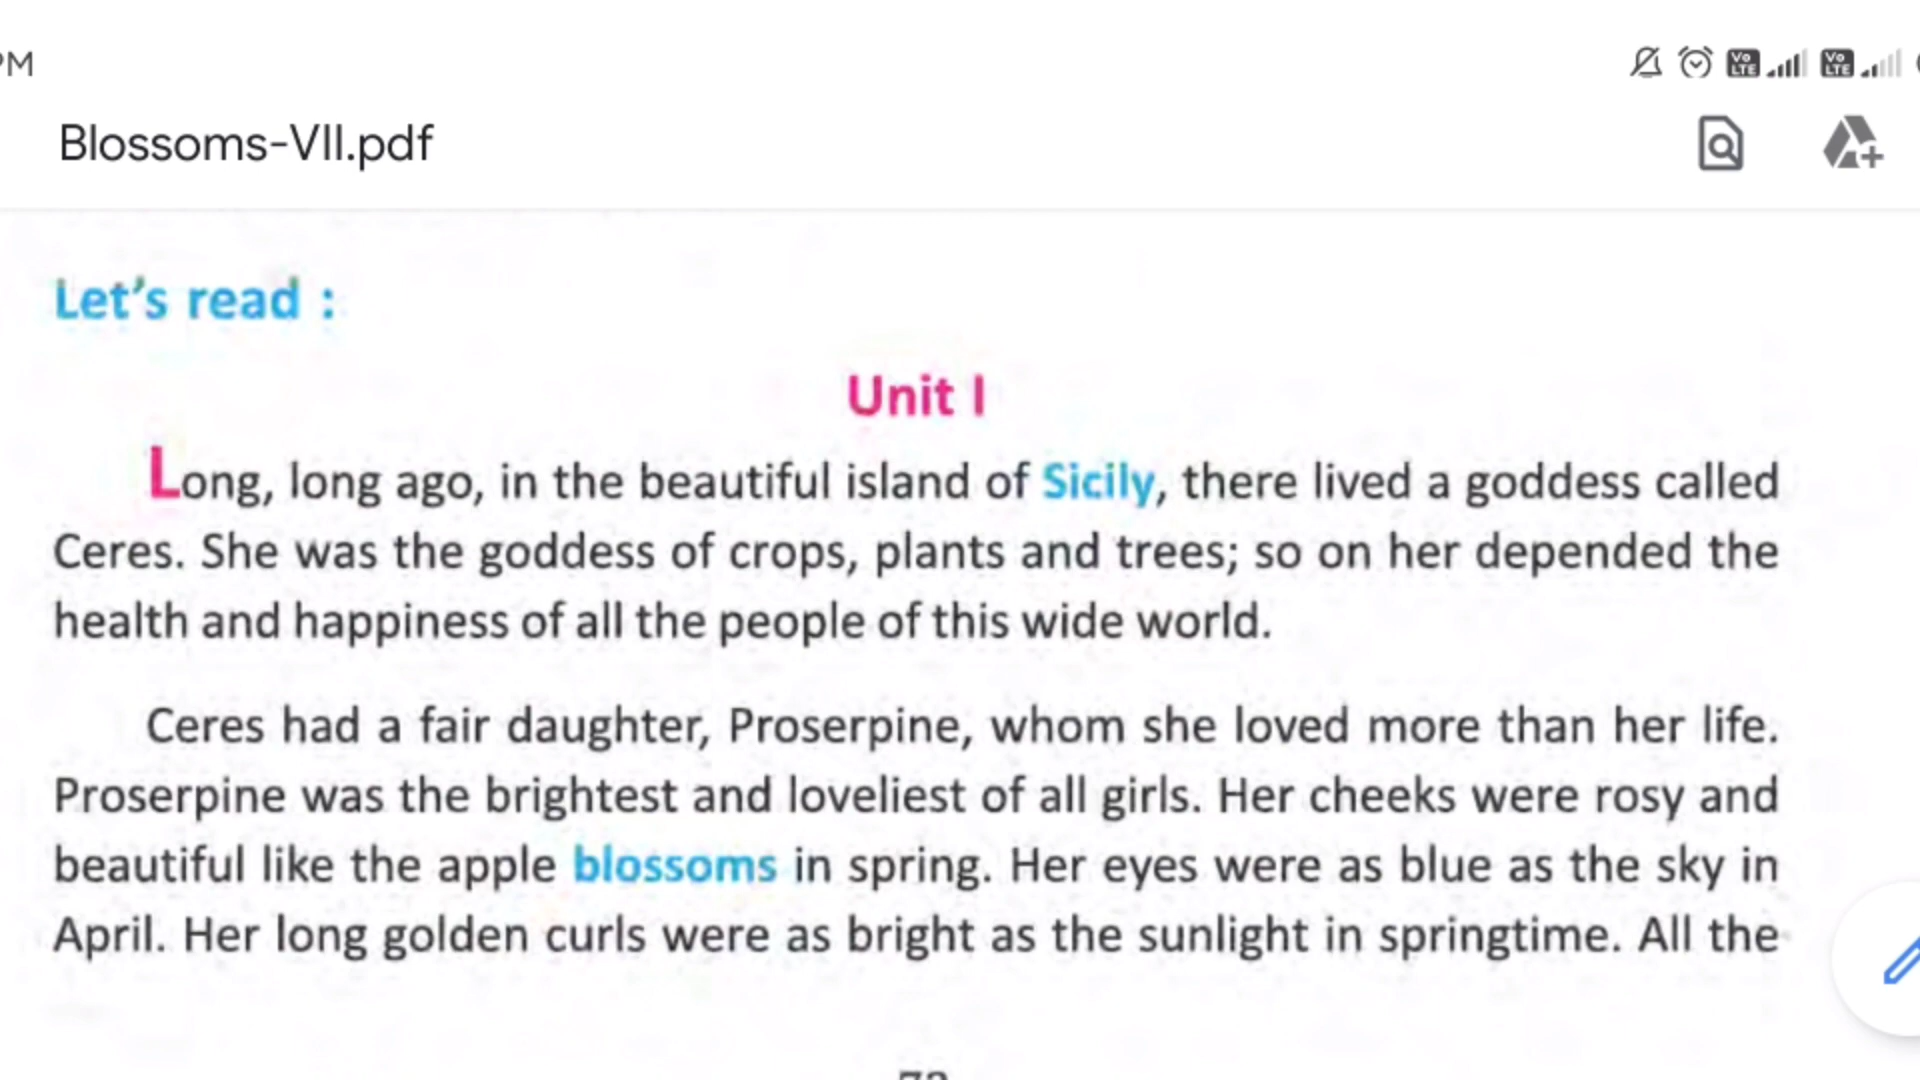 PM
Blossoms-VII.pdf
Let's read :
Unit I
Long, long ago, in the beautiful island of Sicily, there lived a goddess called
Ceres. She was the goddess of crops, plants and trees; so on her depended the
health and happiness of all the people of this wide world.
Ceres had a fair daughter, Proserpine, whom she loved more than her life.
Proserpine was the brightest and loveliest of all girls. Her cheeks were rosy and
beautiful like the apple blossoms in spring. Her eyes were as blue as the sky in
April. Her long golden curls were as bright as the sunlight in springtime. All the